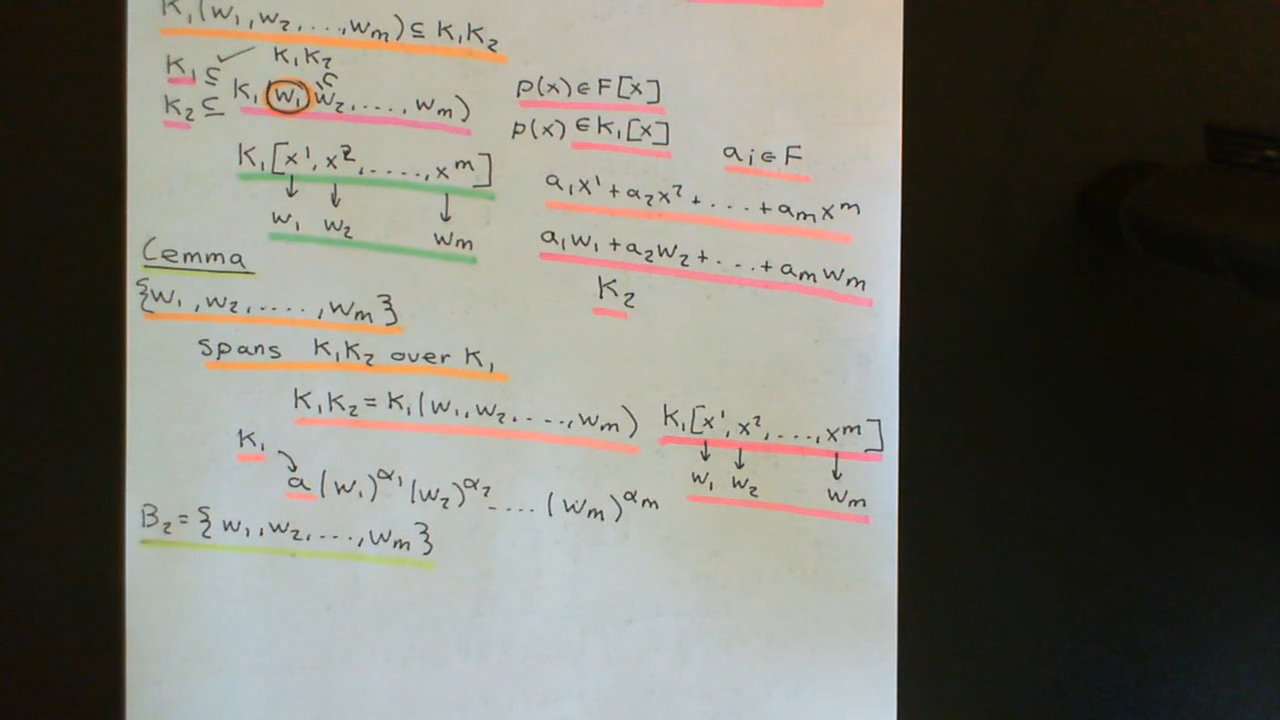 K₁(w₁,w₂,...,wₘ) ⊆ K₁K₂
K₁ ⊆ ✓ K₁K₂
⊆
K₂ ⊆ K₁(w₁,w₂,....,wₘ)
p(x) ∈ F[x]
p(x) ∈ K₁[x]
aᵢ ∈ F
K₁[x¹,x²,.....,xᵐ]
↓ ↓ ↓
w₁ w₂ wₘ
a₁x¹+a₂x²+...+aₘxᵐ
a₁w₁+a₂w₂+...+aₘwₘ
K₂
Lemma
{w₁,w₂,....,wₘ}
spans K₁K₂ over K₁
K₁K₂=K₁(w₁,w₂,...,wₘ)
K₁[x¹,x²,...,xᵐ]
↓ ↓ ↓
w₁ w₂ wₘ
K₁
a(w₁)^α₁(w₂)^α₂....(wₘ)^αₘ
B₂={w₁,w₂,...,wₘ}